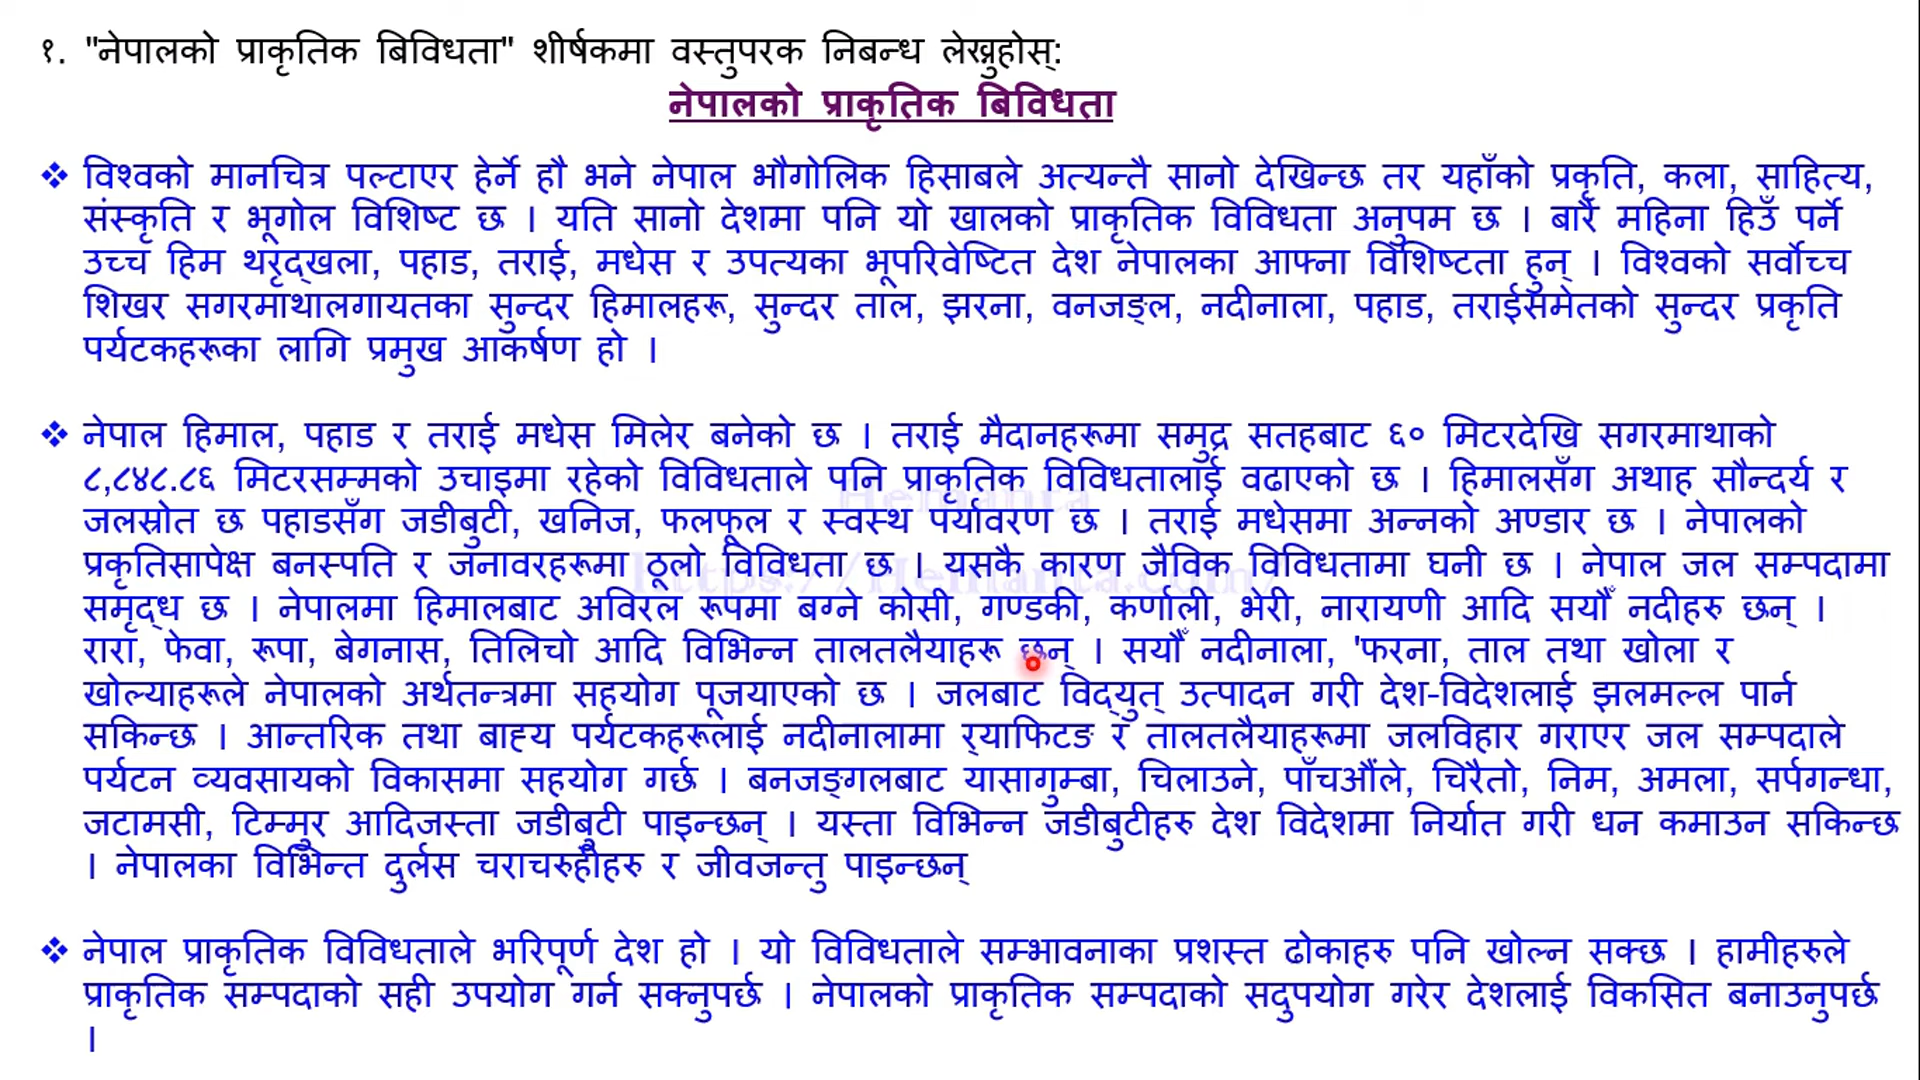 १. "नेपालको प्राकृतिक बिविधता" शीर्षकमा वस्तुपरक निबन्ध लेख्नुहोस्:
नेपालको प्राकृतिक बिविधता
❖ विश्वको मानचित्र पल्टाएर हेर्ने हौ भने नेपाल भौगोलिक हिसाबले अत्यन्तै सानो देखिन्छ तर यहाँको प्रकृति, कला, साहित्य,
संस्कृति र भूगोल विशिष्ट छ । यति सानो देशमा पनि यो खालको प्राकृतिक विविधता अनुपम छ । बारै महिना हिउँ पर्ने
उच्च हिम थरृद्खला, पहाड, तराई, मधेस र उपत्यका भूपरिवेष्टित देश नेपालका आफ्ना विशिष्टता हुन् । विश्वको सर्वोच्च
शिखर सगरमाथालगायतका सुन्दर हिमालहरू, सुन्दर ताल, झरना, वनजङ्ल, नदीनाला, पहाड, तराईसमेतको सुन्दर प्रकृति
पर्यटकहरूका लागि प्रमुख आकर्षण हो ।
❖ नेपाल हिमाल, पहाड र तराई मधेस मिलेर बनेको छ । तराई मैदानहरूमा समुद्र सतहबाट ६० मिटरदेखि सगरमाथाको
८,८४८.८६ मिटरसम्मको उचाइमा रहेको विविधताले पनि प्राकृतिक विविधतालाई वढाएको छ । हिमालसँग अथाह सौन्दर्य र
जलस्रोत छ पहाडसँग जडीबुटी, खनिज, फलफूल र स्वस्थ पर्यावरण छ । तराई मधेसमा अन्नको अण्डार छ । नेपालको
प्रकृतिसापेक्ष बनस्पति र जनावरहरूमा ठूलो विविधता छ । यसकै कारण जैविक विविधतामा घनी छ । नेपाल जल सम्पदामा
समृद्ध छ । नेपालमा हिमालबाट अविरल रूपमा बग्ने कोसी, गण्डकी, कर्णाली, भेरी, नारायणी आदि सयौँ नदीहरु छन् ।
रारा, फेवा, रूपा, बेगनास, तिलिचो आदि विभिन्न तालतलैयाहरू छन् । सयौँ नदीनाला, 'फरना, ताल तथा खोला र
खोल्याहरूले नेपालको अर्थतन्त्रमा सहयोग पूजयाएको छ । जलबाट विद्युत् उत्पादन गरी देश-विदेशलाई झलमल्ल पार्न
सकिन्छ । आन्तरिक तथा बाह्य पर्यटकहरूलाई नदीनालामा र्‍याफिटङ र तालतलैयाहरूमा जलविहार गराएर जल सम्पदाले
पर्यटन व्यवसायको विकासमा सहयोग गर्छ । बनजङ्गलबाट यासागुम्बा, चिलाउने, पाँचऔंले, चिरैतो, निम, अमला, सर्पगन्धा,
जटामसी, टिम्मुर आदिजस्ता जडीबुटी पाइन्छन् । यस्ता विभिन्न जडीबुटीहरु देश विदेशमा निर्यात गरी धन कमाउन सकिन्छ
। नेपालका विभिन्त दुर्लस चराचरुहीहरु र जीवजन्तु पाइन्छन्
❖ नेपाल प्राकृतिक विविधताले भरिपूर्ण देश हो । यो विविधताले सम्भावनाका प्रशस्त ढोकाहरु पनि खोल्न सक्छ । हामीहरुले
प्राकृतिक सम्पदाको सही उपयोग गर्न सक्नुपर्छ । नेपालको प्राकृतिक सम्पदाको सदुपयोग गरेर देशलाई विकसित बनाउनुपर्छ
।
Hemanta
https://Hemanta.com/